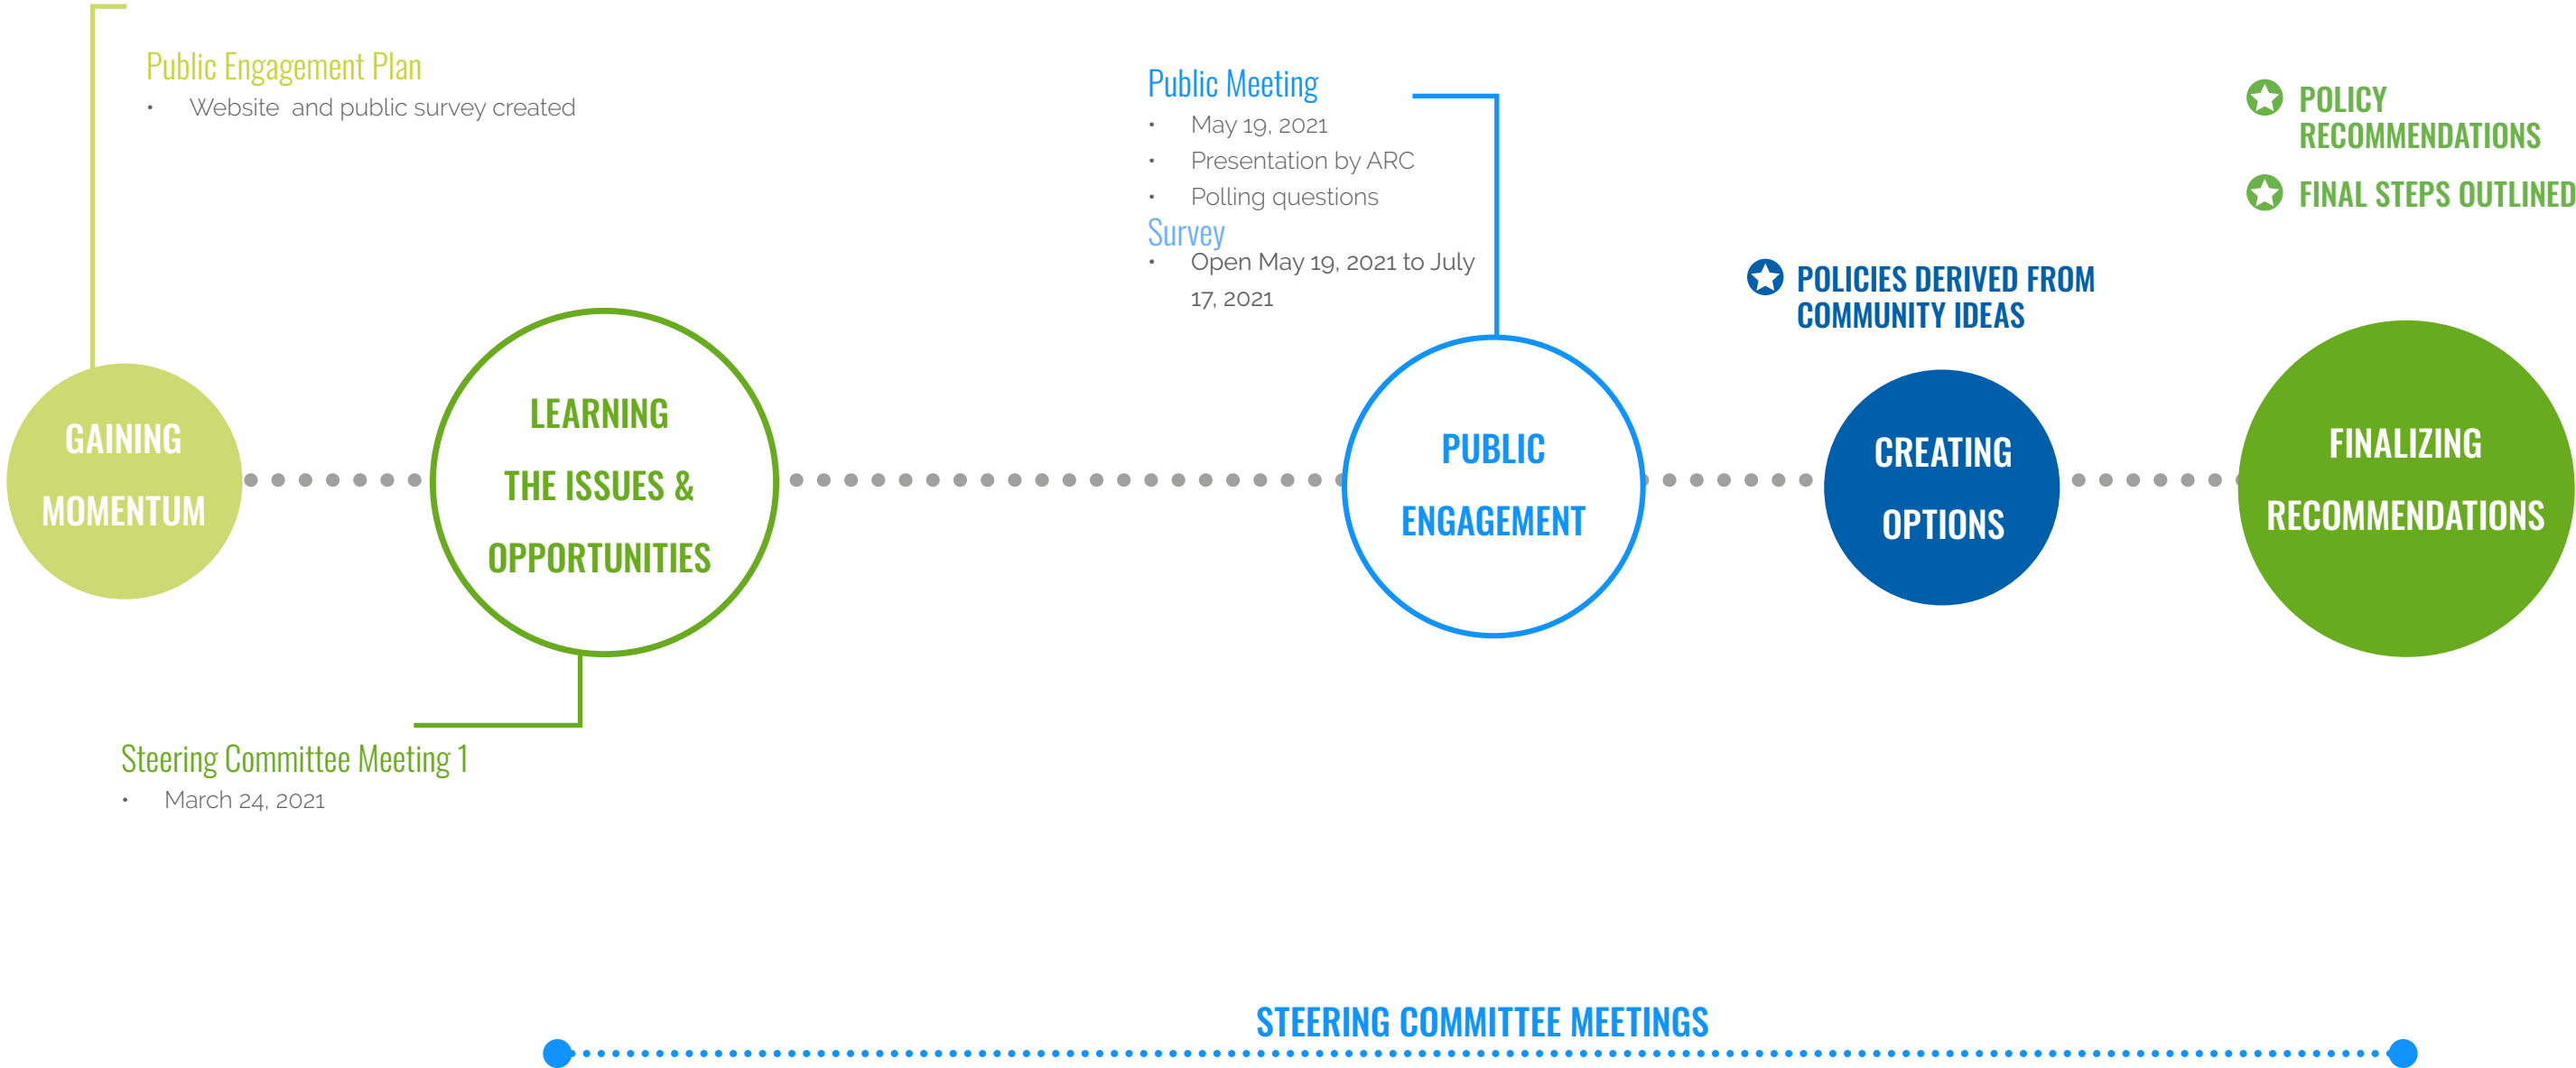 Public Engagement Plan
• Website and public survey created
Public Meeting
• May 19, 2021
• Presentation by ARC
• Polling questions
Survey
• Open May 19, 2021 to July
17, 2021
POLICY
RECOMMENDATIONS
FINAL STEPS OUTLINED
POLICIES DERIVED FROM
COMMUNITY IDEAS
GAINING
MOMENTUM
LEARNING
THE ISSUES &
OPPORTUNITIES
PUBLIC
ENGAGEMENT
CREATING
OPTIONS
FINALIZING
RECOMMENDATIONS
Steering Committee Meeting 1
• March 24, 2021
STEERING COMMITTEE MEETINGS